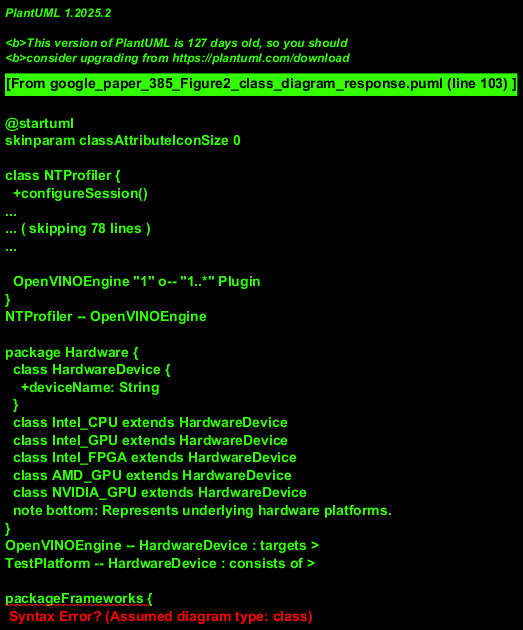 PlantUML 1.2025.2
<b>This version of PlantUML is 127 days old, so you should
<b>consider upgrading from https://plantuml.com/download
[From google_paper_385_Figure2_class_diagram_response.puml (line 103) ]
@startuml
skinparam classAttributeIconSize 0
class NTProfiler {
+configureSession()
...
... ( skipping 78 lines )
...
OpenVINOEngine "1" o-- "1..*" Plugin
}
NTProfiler -- OpenVINOEngine
package Hardware {
class HardwareDevice {
+deviceName: String
}
class Intel_CPU extends HardwareDevice
class Intel_GPU extends HardwareDevice
class Intel_FPGA extends HardwareDevice
class AMD_GPU extends HardwareDevice
class NVIDIA_GPU extends HardwareDevice
note bottom: Represents underlying hardware platforms.
}
OpenVINOEngine -- HardwareDevice : targets >
TestPlatform -- HardwareDevice : consists of >
packageFrameworks {
Syntax Error? (Assumed diagram type: class)